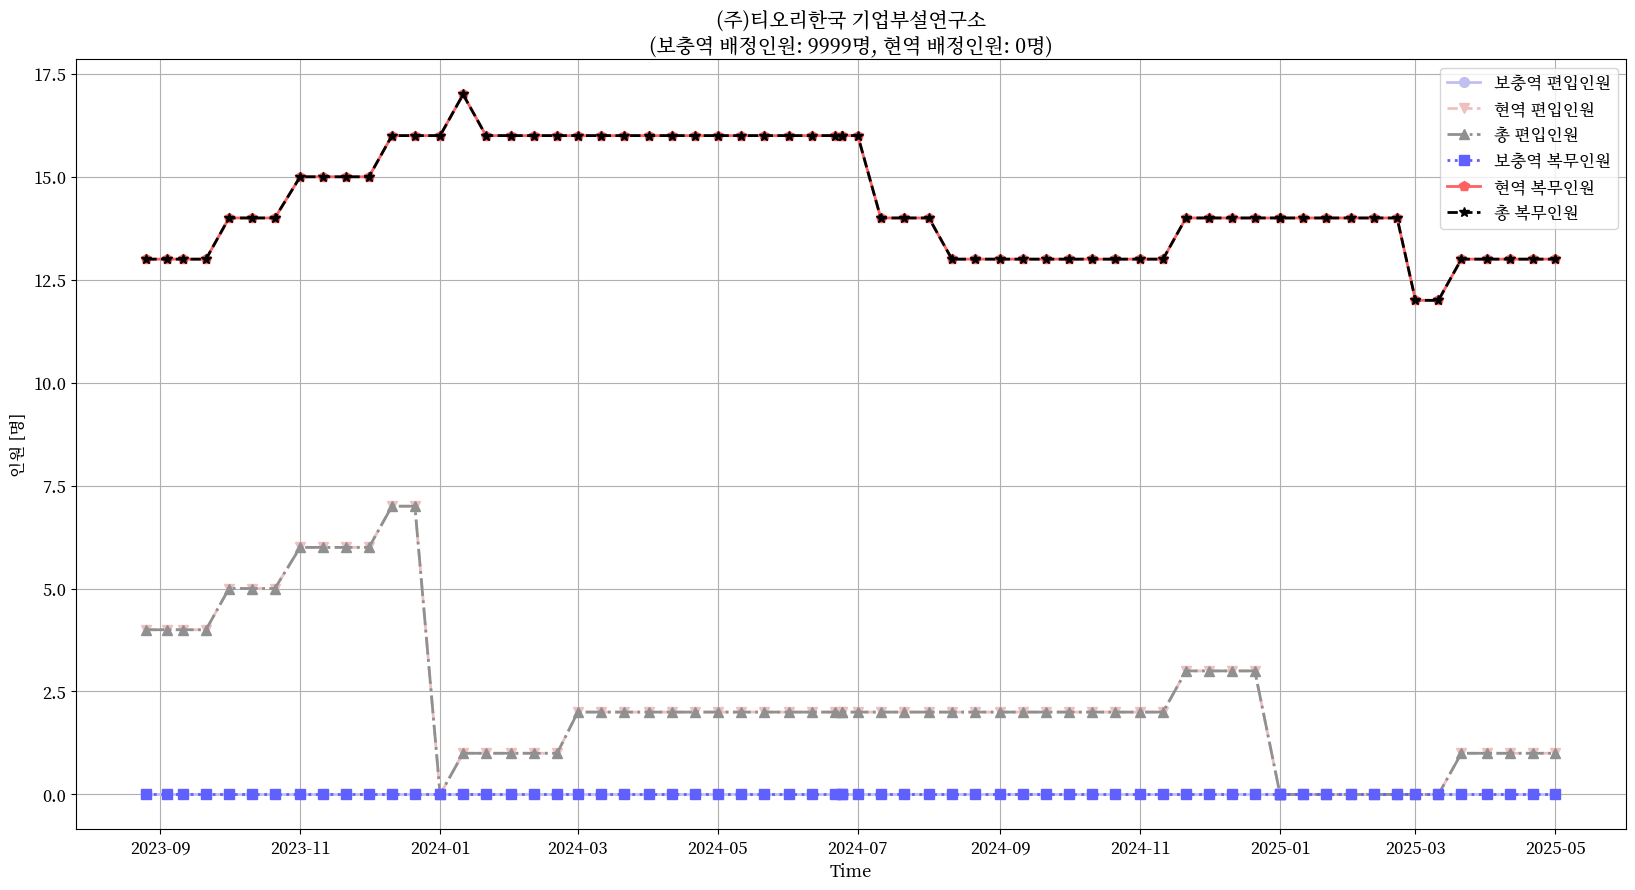 (주)티오리한국 기업부설연구소
(보충역 배정인원: 9999명, 현역 배정인원: 0명)
17.5
15.0
12.5
10.0
7.5
5.0
2.5
0.0
인원 [명]
보충역 편입인원
현역 편입인원
총 편입인원
보충역 복무인원
현역 복무인원
총 복무인원
2023-09
2023-11
2024-01
2024-03
2024-05
2024-07
2024-09
2024-11
2025-01
2025-03
2025-05
Time